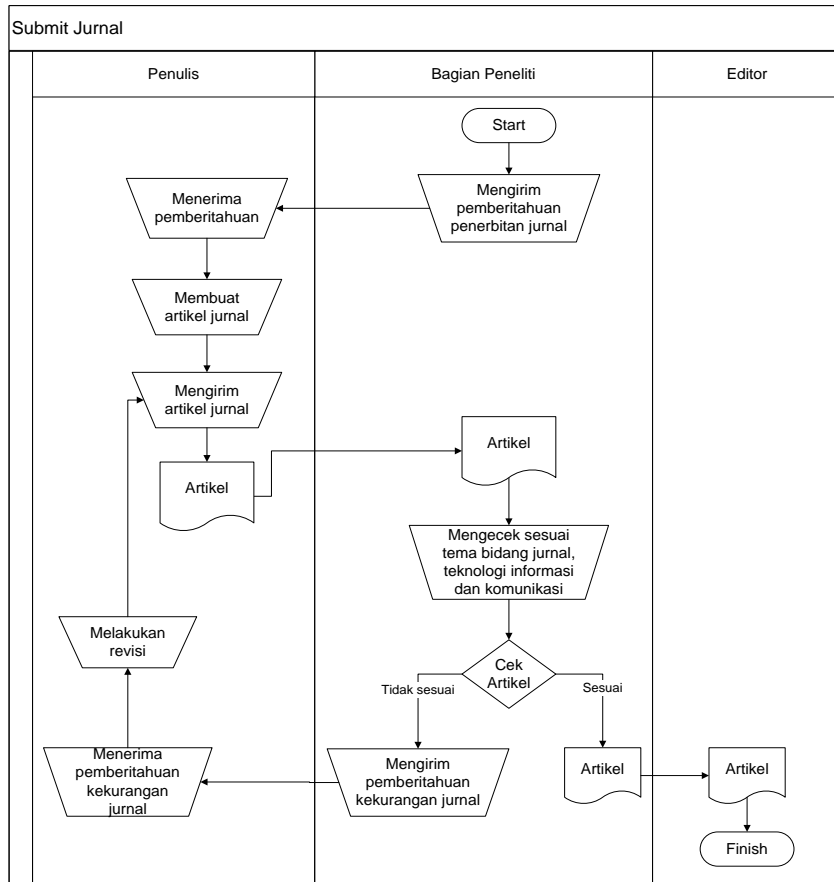 Submit Jurnal
Penulis
Bagian Peneliti
Editor
Start
Mengirim
pemberitahuan
penerbitan jurnal
Menerima
pemberitahuan
Membuat
artikel jurnal
Mengirim
artikel jurnal
Artikel
Artikel
Mengecek sesuai
tema bidang jurnal,
teknologi informasi
dan komunikasi
Cek
Artikel
Tidak sesuai
Sesuai
Melakukan
revisi
Menerima
pemberitahuan
kekurangan
jurnal
Mengirim
pemberitahuan
kekurangan jurnal
Artikel
Artikel
Finish